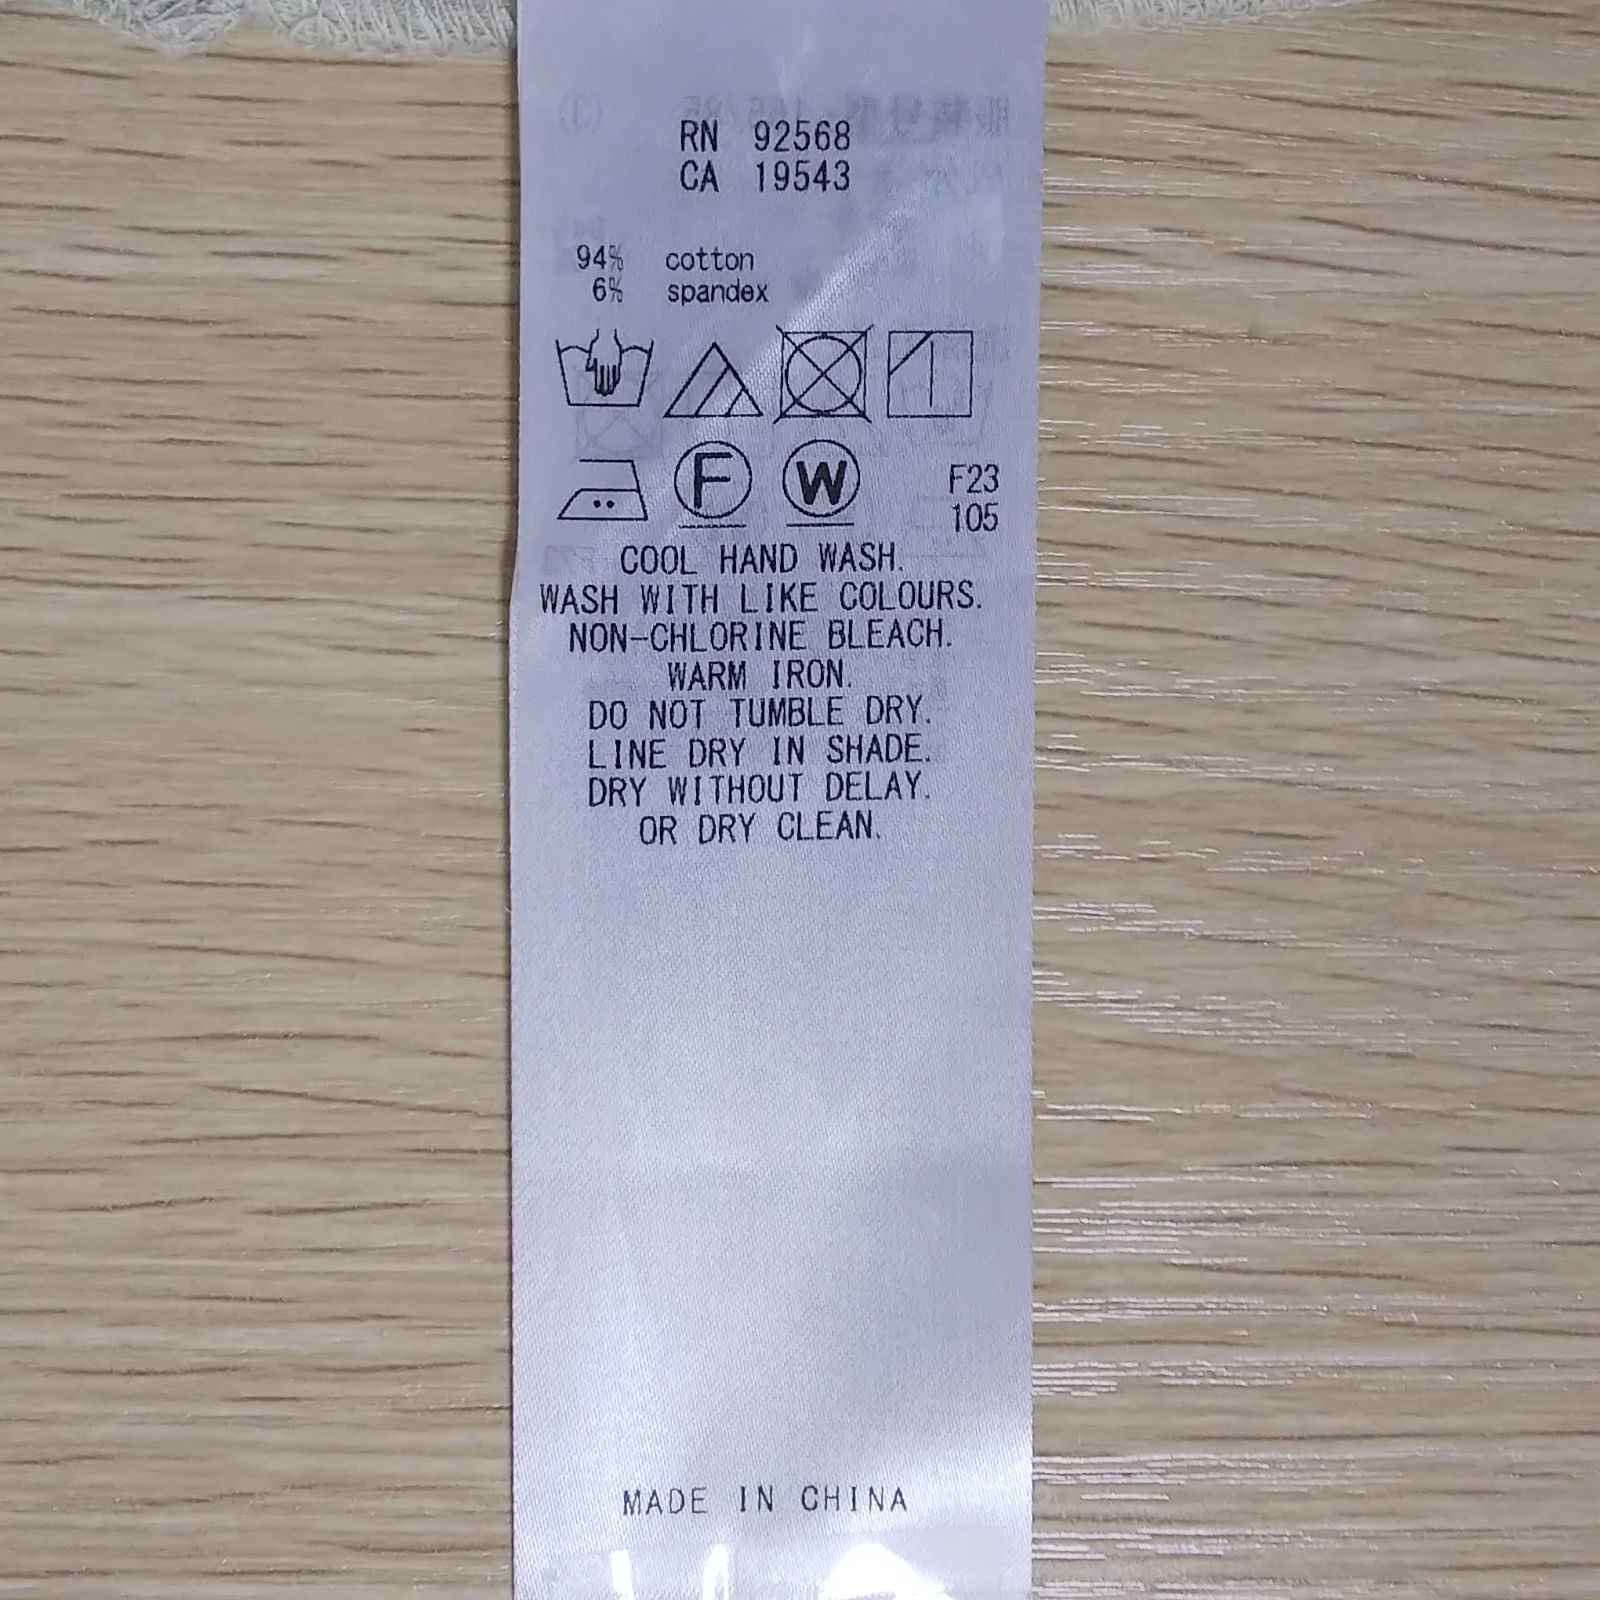 RN 92568
CA 19543
94% cotton
6% spandex
F W
F23
105
COOL HAND WASH.
WASH WITH LIKE COLOURS.
NON-CHLORINE BLEACH.
WARM IRON.
DO NOT TUMBLE DRY.
LINE DRY IN SHADE.
DRY WITHOUT DELAY.
OR DRY CLEAN.
MADE IN CHINA